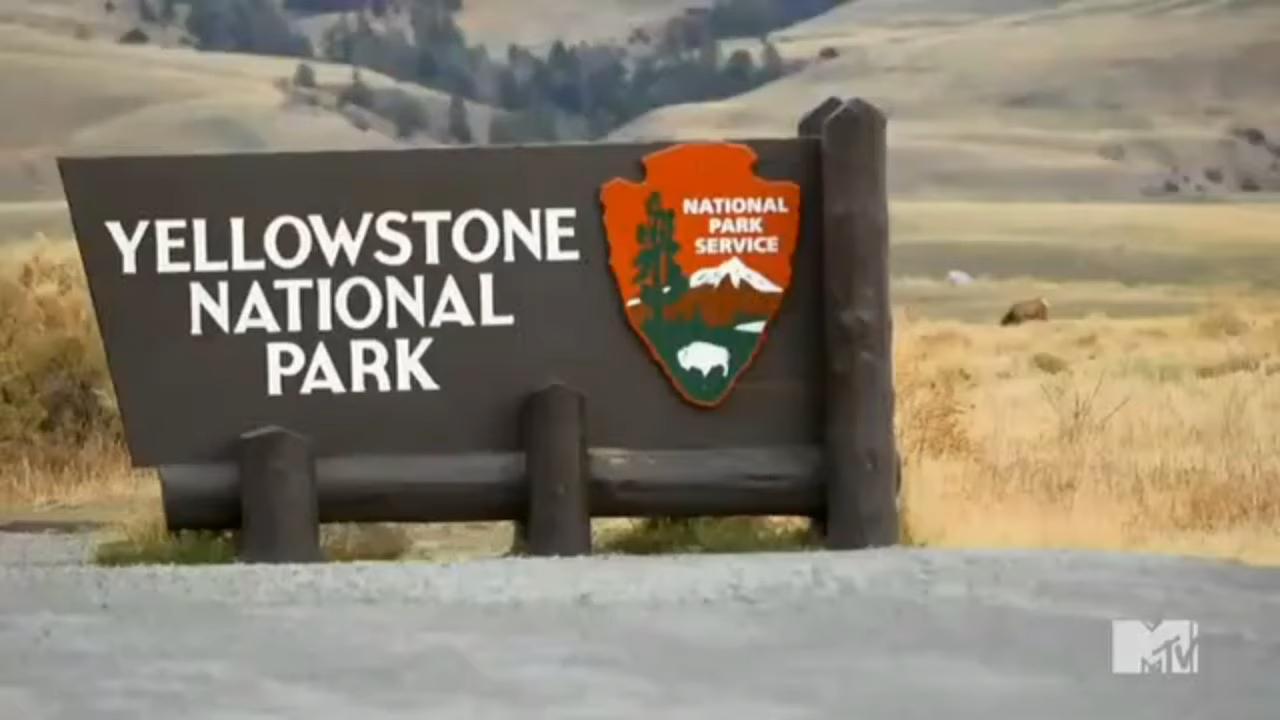 YELLOWSTONE
NATIONAL
PARK
NATIONAL
PARK
SERVICE
MTV